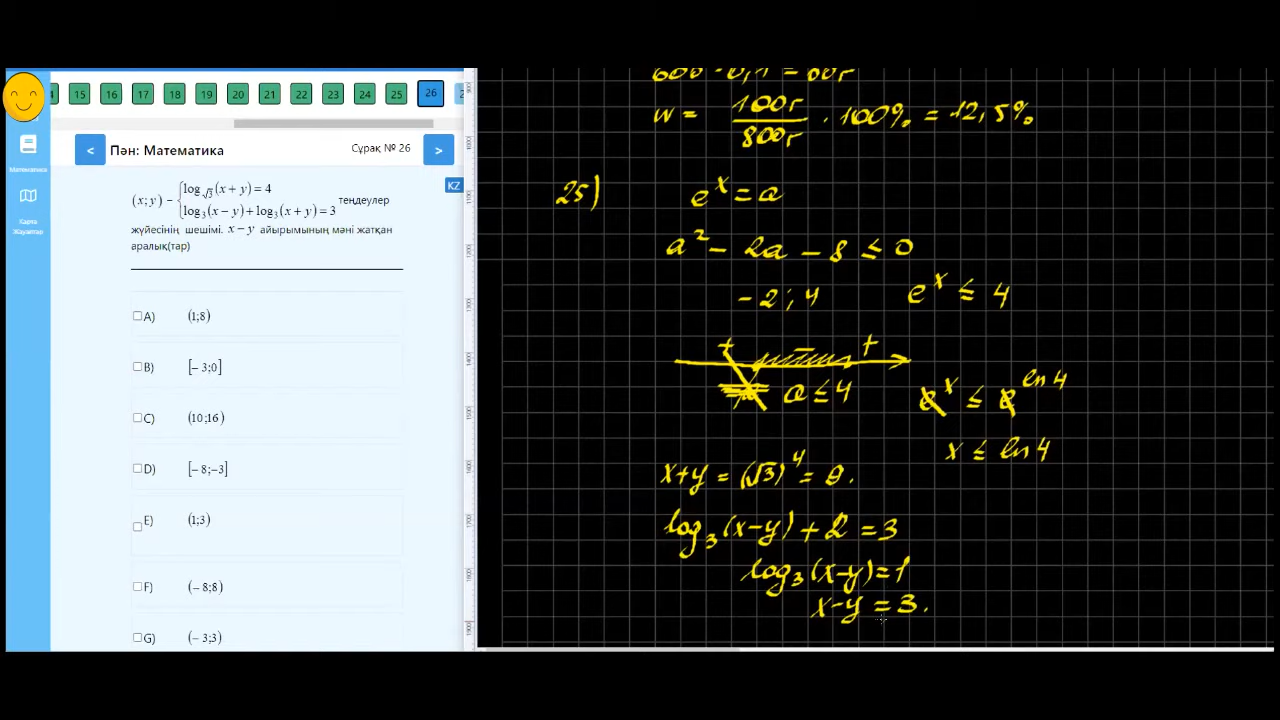 4 15 16 17 18 19 20 21 22 23 24 25 26 2
< Пән: Математика Сұрақ № 26 >
KZ
Математика
Карта
Жауаптар
(x; y) – { log_√3 (x + y) = 4
log_3 (x – y) + log_3 (x + y) = 3 теңдеулер
жүйесінің шешімі. x – y айырымының мәні жатқан
аралық(тар)
A) (1;8)
B) [– 3;0]
C) (10;16)
D) [– 8;–3]
E) (1;3)
F) (– 8;8)
G) (– 3;3)
W = 100г / 800г · 100% = 12,5%
25) e^x = a
a² – 2a – 8 ≤ 0
–2; 4 e^x ≤ 4
+ – +
a ≤ 4
e^x ≤ e^ln4
x ≤ ln4
x+y = (√3)^4 = 9.
log_3 (x–y) + 2 = 3
log_3 (x–y) = 1
x–y = 3.